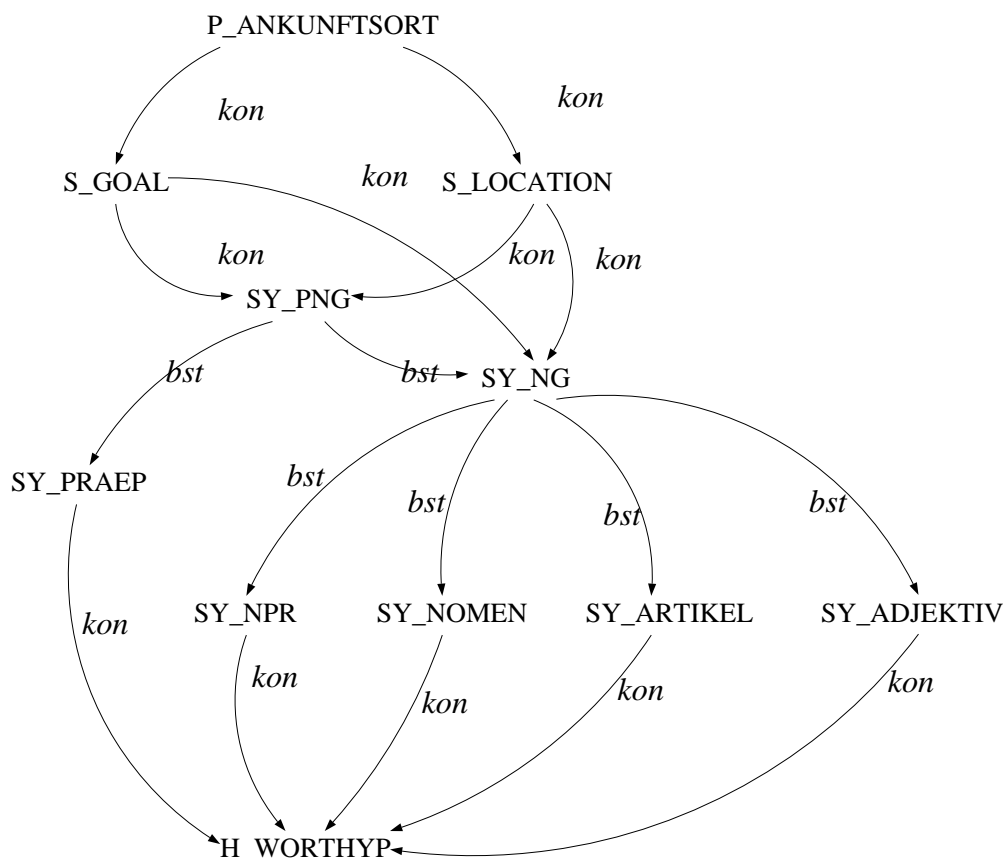 P_ANKUNFTSORT
kon
kon
S_GOAL
kon
S_LOCATION
kon
kon
kon
SY_PNG
bst
bst
SY_NG
SY_PRAEP
bst
bst
bst
bst
kon
SY_NPR
SY_NOMEN
SY_ARTIKEL
SY_ADJEKTIV
kon
kon
kon
kon
H_WORTHYP